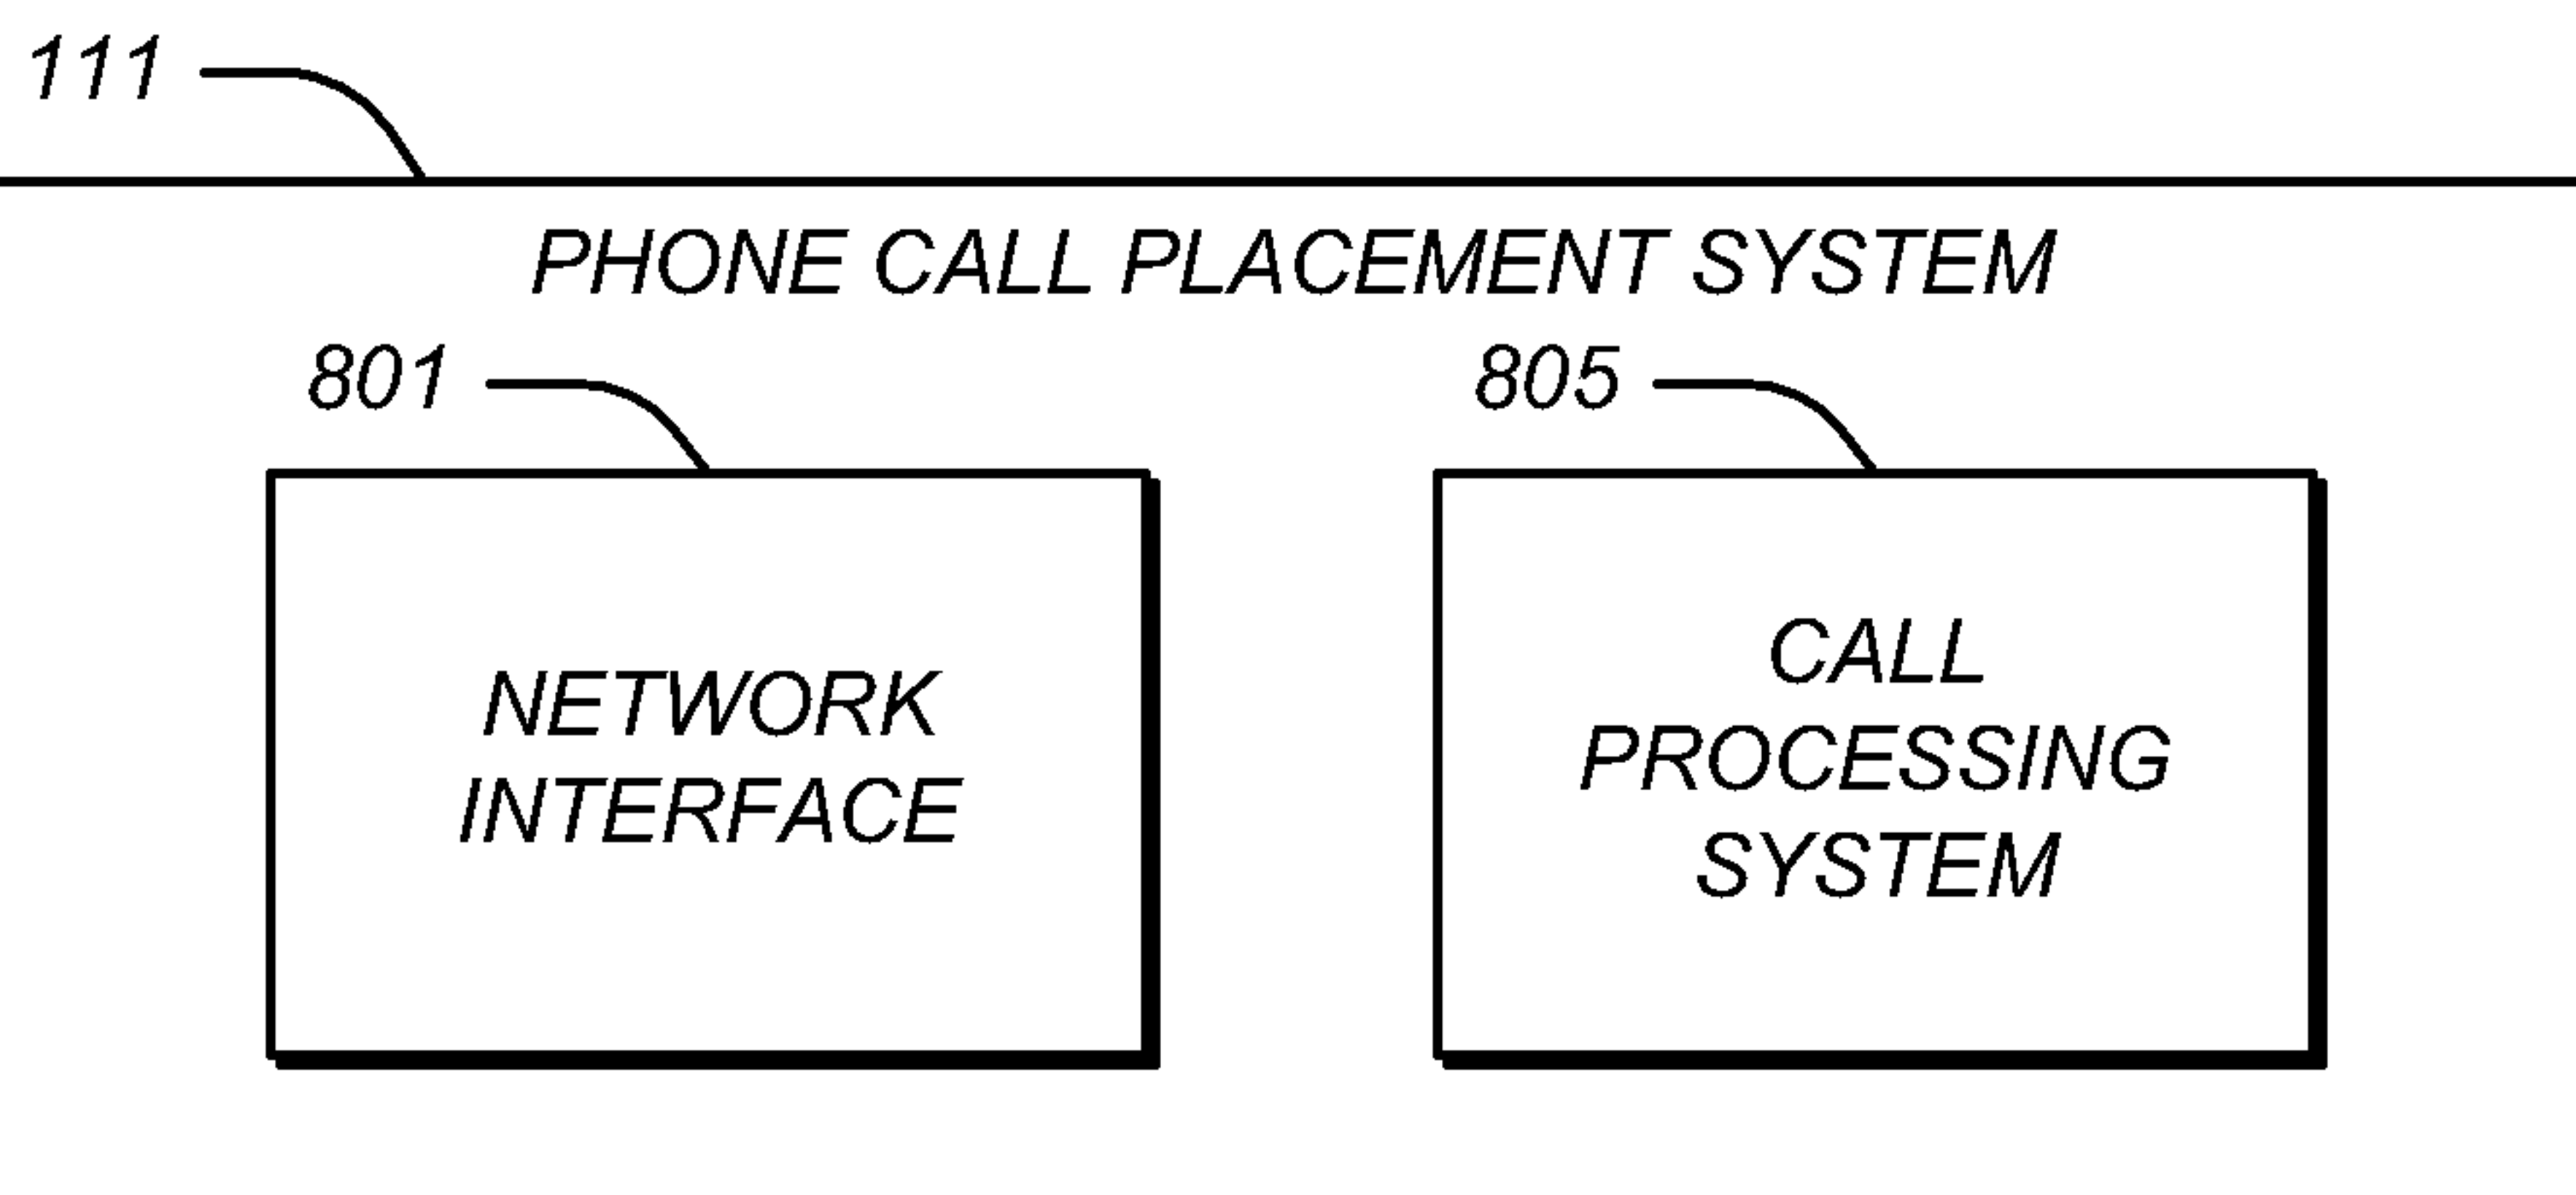 111
PHONE CALL PLACEMENT SYSTEM
801
805
NETWORK
INTERFACE
CALL
PROCESSING
SYSTEM